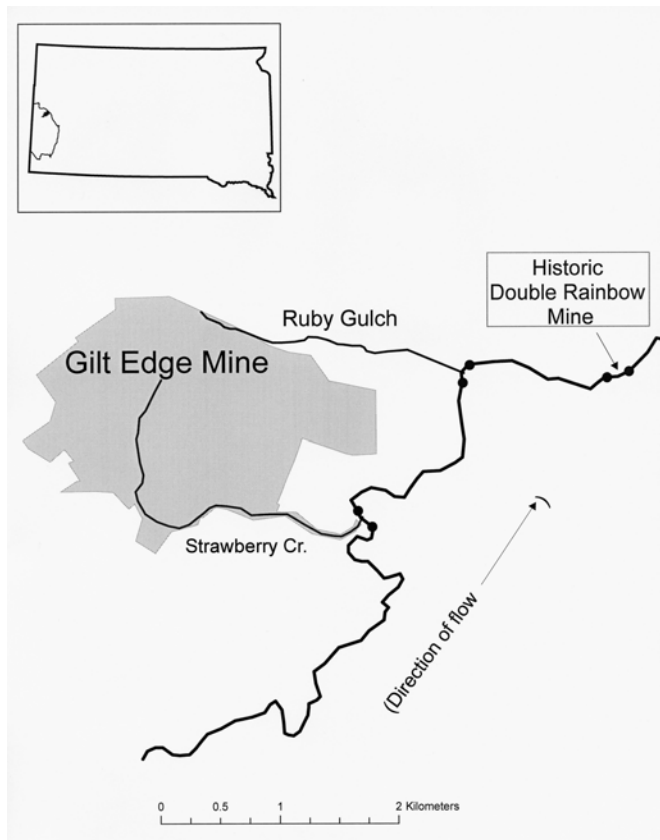 Historic
Double Rainbow
Mine
Ruby Gulch
Gilt Edge Mine
Strawberry Cr.
(Direction of flow
0 0.5 1 2 Kilometers